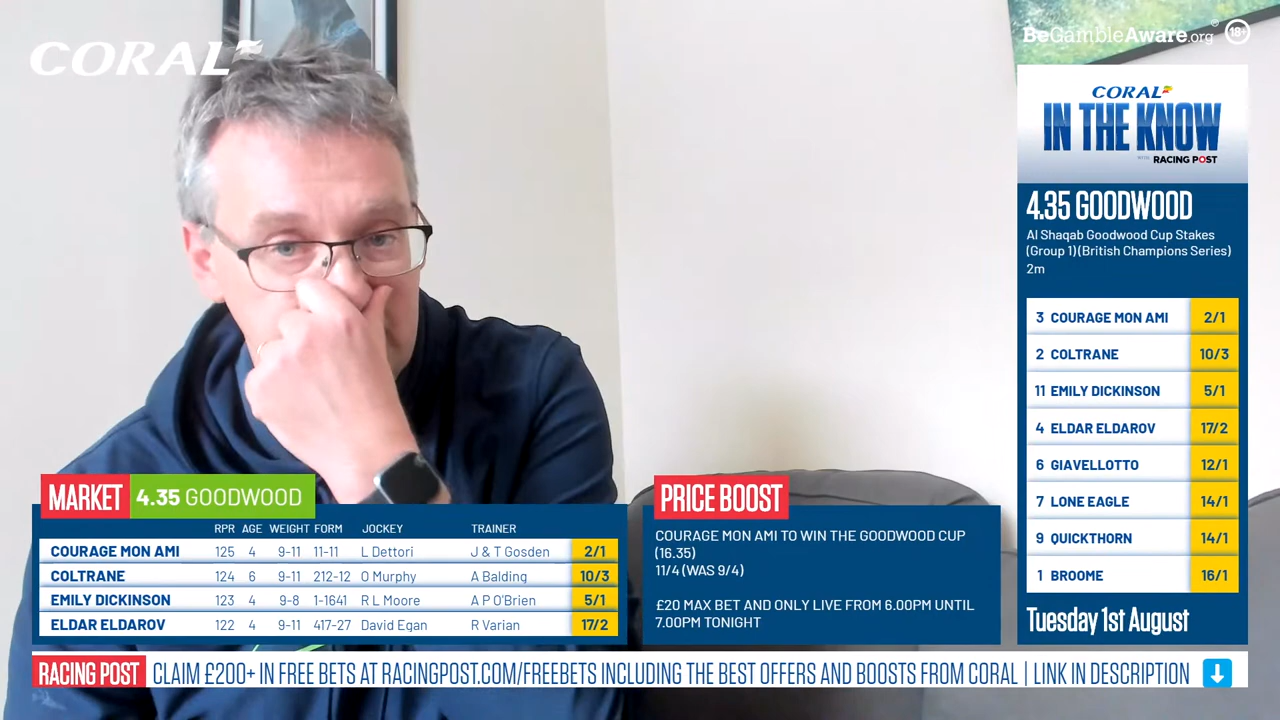 CORAL
BeGambleAware.org® 18+
CORAL
IN THE KNOW
WITH RACING POST
4.35 GOODWOOD
Al Shaqab Goodwood Cup Stakes
(Group 1)(British Champions Series)
2m
3 COURAGE MON AMI 2/1
2 COLTRANE 10/3
11 EMILY DICKINSON 5/1
4 ELDAR ELDAROV 17/2
6 GIAVELLOTTO 12/1
7 LONE EAGLE 14/1
9 QUICKTHORN 14/1
1 BROOME 16/1
Tuesday 1st August
MARKET 4.35 GOODWOOD
RPR AGE WEIGHT FORM JOCKEY TRAINER
COURAGE MON AMI 125 4 9-11 11-11 L Dettori J & T Gosden 2/1
COLTRANE 124 6 9-11 212-12 O Murphy A Balding 10/3
EMILY DICKINSON 123 4 9-8 1-1641 R L Moore A P O'Brien 5/1
ELDAR ELDAROV 122 4 9-11 417-27 David Egan R Varian 17/2
PRICE BOOST
COURAGE MON AMI TO WIN THE GOODWOOD CUP
(16.35)
11/4 (WAS 9/4)
£20 MAX BET AND ONLY LIVE FROM 6.00PM UNTIL
7.00PM TONIGHT
RACING POST CLAIM £200+ IN FREE BETS AT RACINGPOST.COM/FREEBETS INCLUDING THE BEST OFFERS AND BOOSTS FROM CORAL | LINK IN DESCRIPTION